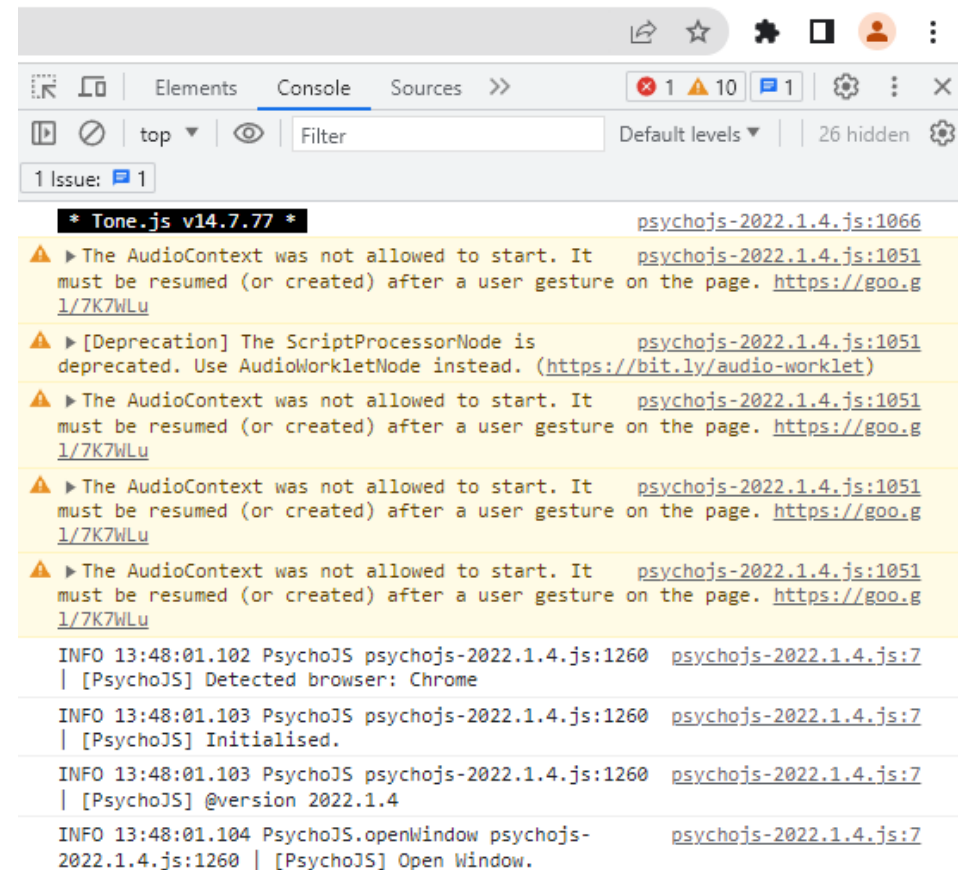 Elements Console Sources 1 10 1
top Filter Default levels 26 hidden
1 Issue: 1
* Tone.js v14.7.77 * psychojs-2022.1.4.js:1066
The AudioContext was not allowed to start. It psychojs-2022.1.4.js:1051
must be resumed (or created) after a user gesture on the page. https://goo.g
l/7K7WLu
[Deprecation] The ScriptProcessorNode is psychojs-2022.1.4.js:1051
deprecated. Use AudioWorkletNode instead. (https://bit.ly/audio-worklet)
The AudioContext was not allowed to start. It psychojs-2022.1.4.js:1051
must be resumed (or created) after a user gesture on the page. https://goo.g
l/7K7WLu
The AudioContext was not allowed to start. It psychojs-2022.1.4.js:1051
must be resumed (or created) after a user gesture on the page. https://goo.g
l/7K7WLu
The AudioContext was not allowed to start. It psychojs-2022.1.4.js:1051
must be resumed (or created) after a user gesture on the page. https://goo.g
l/7K7WLu
INFO 13:48:01.102 PsychoJS psychojs-2022.1.4.js:1260 psychojs-2022.1.4.js:7
| [PsychoJS] Detected browser: Chrome
INFO 13:48:01.103 PsychoJS psychojs-2022.1.4.js:1260 psychojs-2022.1.4.js:7
| [PsychoJS] Initialised.
INFO 13:48:01.103 PsychoJS psychojs-2022.1.4.js:1260 psychojs-2022.1.4.js:7
| [PsychoJS] @version 2022.1.4
INFO 13:48:01.104 PsychoJS.openWindow psychojs- psychojs-2022.1.4.js:7
2022.1.4.js:1260 | [PsychoJS] Open Window.